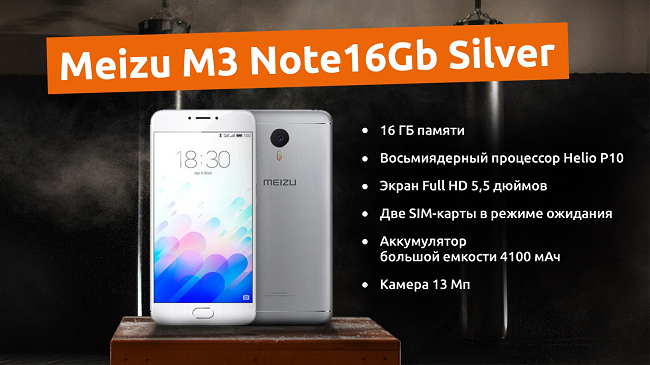 Meizu M3 Note16Gb Silver
18:30
MEIZU
16 ГБ памяти
Восьмиядерный процессор Helio P10
Экран Full HD 5,5 дюймов
Две SIM-карты в режиме ожидания
Аккумулятор
большой емкости 4100 мАч
Камера 13 Мп